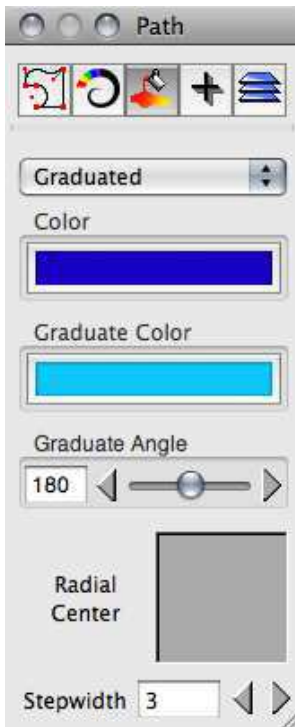 Path
Graduated
Color
Graduate Color
Graduate Angle
180
Radial
Center
Stepwidth 3